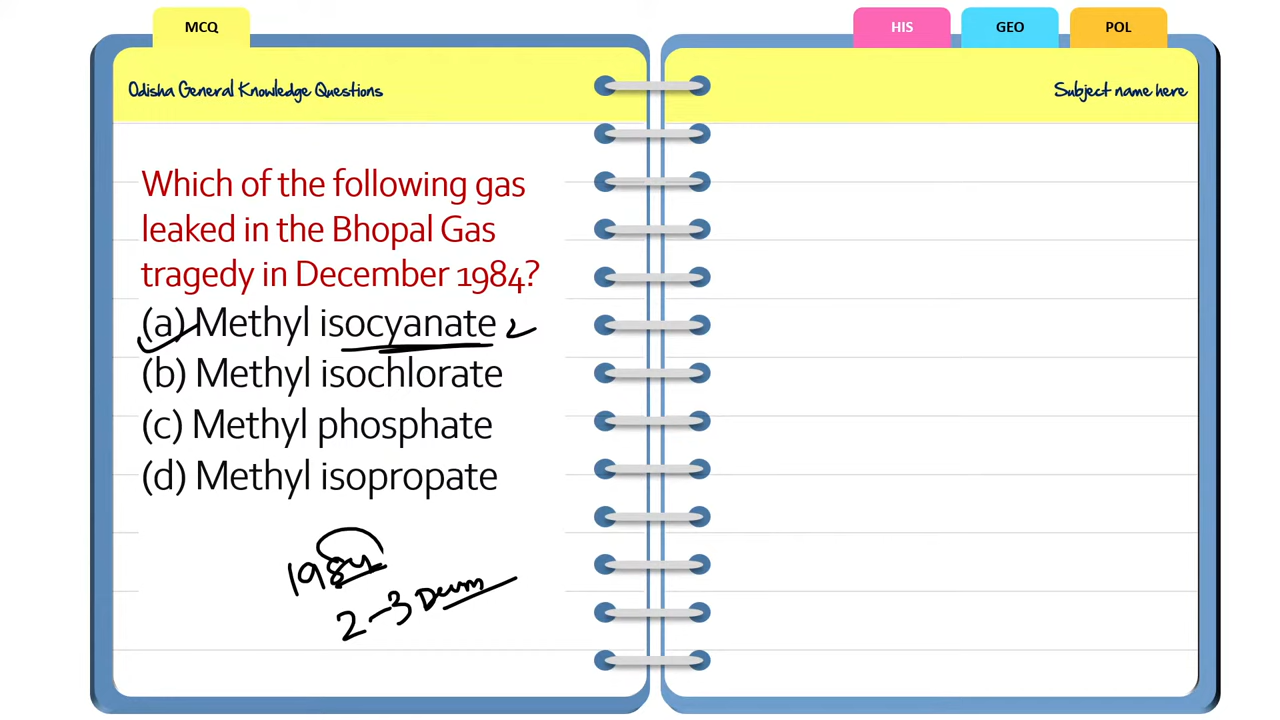 MCQ
HIS GEO POL
Odisha General Knowledge Questions
Subject name here
Which of the following gas
leaked in the Bhopal Gas
tragedy in December 1984?
(a) Methyl isocyanate
(b) Methyl isochlorate
(c) Methyl phosphate
(d) Methyl isopropate
1984
2-3